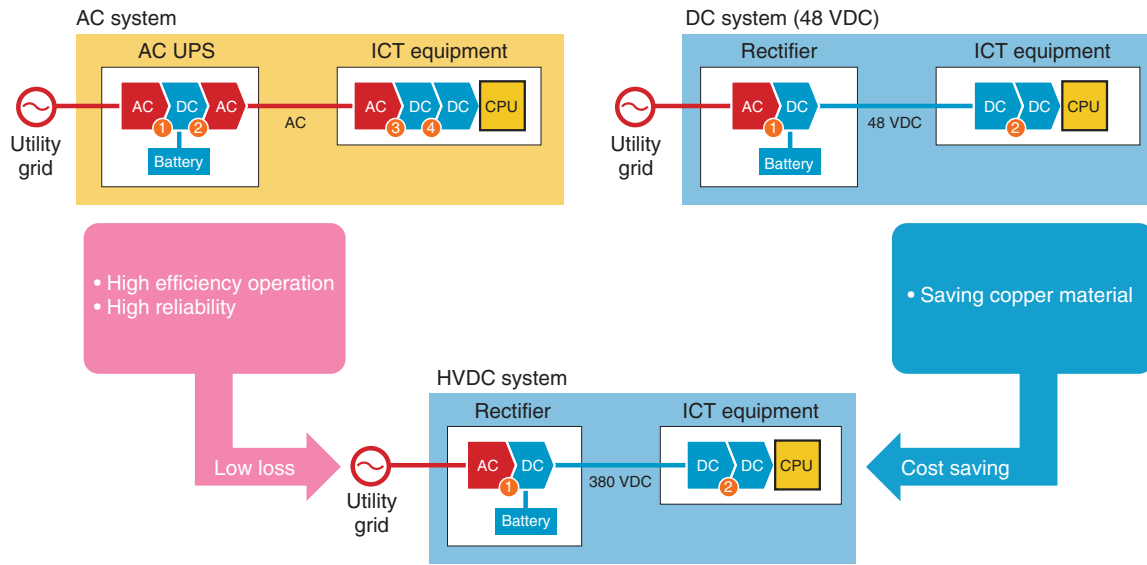 AC system
AC UPS
ICT equipment
AC
DC
AC
1
2
Battery
AC
AC
DC
DC
CPU
3
4
Utility
grid
DC system (48 VDC)
Rectifier
ICT equipment
AC
DC
1
Battery
48 VDC
DC
DC
CPU
2
Utility
grid
• High efficiency operation
• High reliability
Low loss
• Saving copper material
Cost saving
HVDC system
Rectifier
ICT equipment
AC
DC
1
Battery
380 VDC
DC
DC
CPU
2
Utility
grid